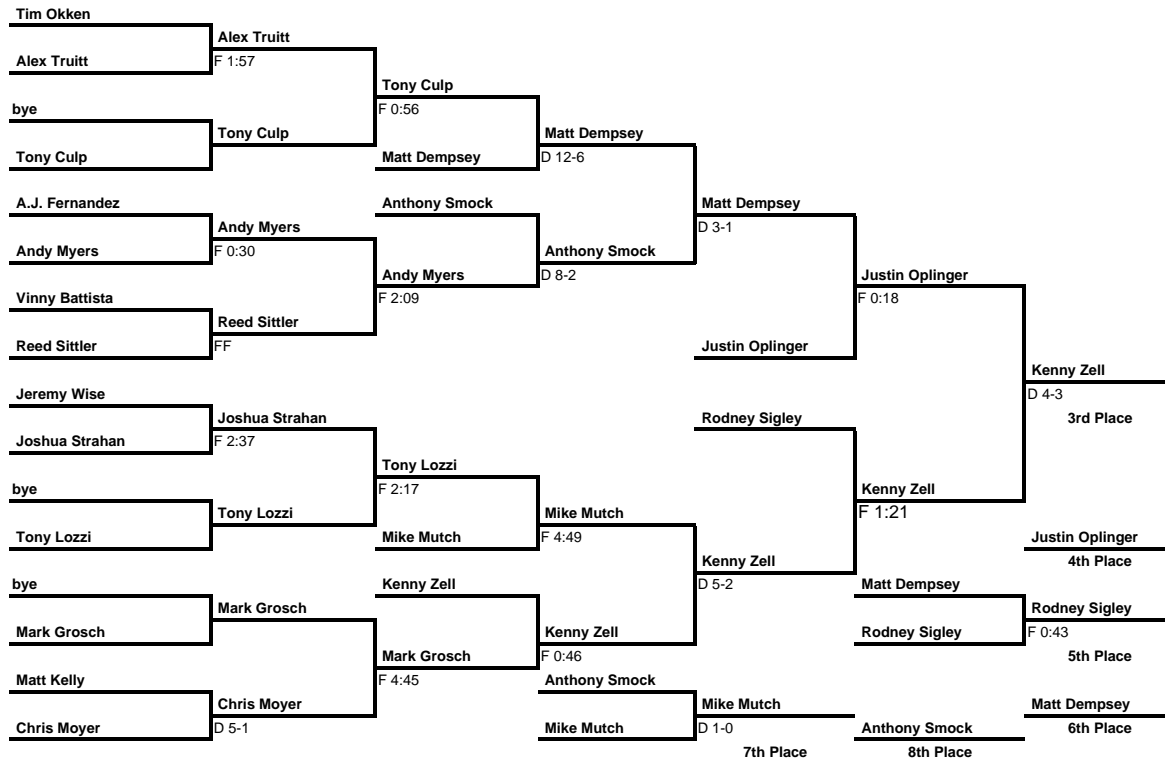 Tim Okken
Alex Truitt
Alex Truitt
F 1:57
Tony Culp
bye
F 0:56
Tony Culp
Matt Dempsey
Tony Culp
Matt Dempsey
D 12-6
A.J. Fernandez
Anthony Smock
Matt Dempsey
Andy Myers
D 3-1
Andy Myers
F 0:30
Anthony Smock
Andy Myers
D 8-2
Justin Oplinger
Vinny Battista
F 2:09
F 0:18
Reed Sittler
Reed Sittler
FF
Justin Oplinger
Kenny Zell
Jeremy Wise
D 4-3
Joshua Strahan
Rodney Sigley
3rd Place
Joshua Strahan
F 2:37
Tony Lozzi
bye
F 2:17
Kenny Zell
Tony Lozzi
Mike Mutch
F 1:21
Tony Lozzi
Mike Mutch
F 4:49
Justin Oplinger
Kenny Zell
4th Place
bye
Kenny Zell
D 5-2
Matt Dempsey
Mark Grosch
Rodney Sigley
Mark Grosch
Kenny Zell
Rodney Sigley
F 0:43
Mark Grosch
F 0:46
5th Place
Matt Kelly
F 4:45
Anthony Smock
Chris Moyer
Mike Mutch
Matt Dempsey
Chris Moyer
D 5-1
Mike Mutch
D 1-0
Anthony Smock
6th Place
7th Place
8th Place